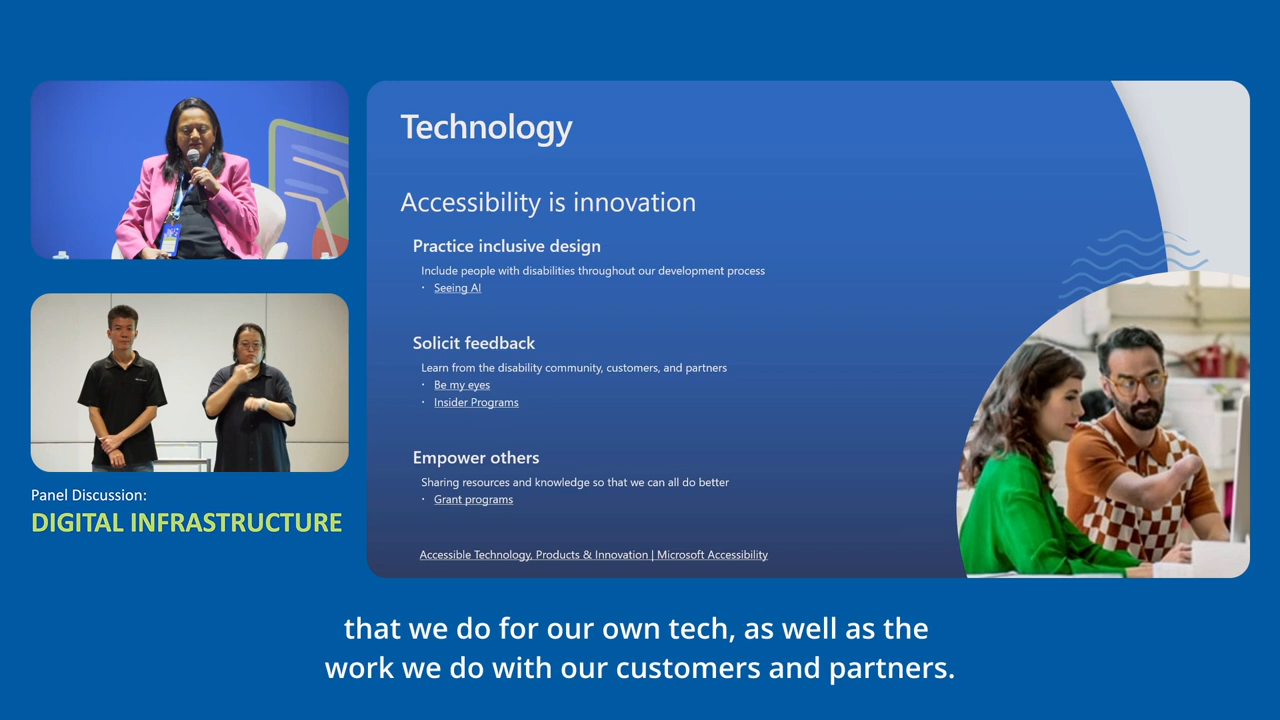 Technology
Accessibility is innovation
Practice inclusive design
Include people with disabilities throughout our development process
· Seeing AI
Solicit feedback
Learn from the disability community, customers, and partners
· Be my eyes
· Insider Programs
Empower others
Sharing resources and knowledge so that we can all do better
· Grant programs
Accessible Technology, Products & Innovation | Microsoft Accessibility
Panel Discussion:
DIGITAL INFRASTRUCTURE
that we do for our own tech, as well as the
work we do with our customers and partners.